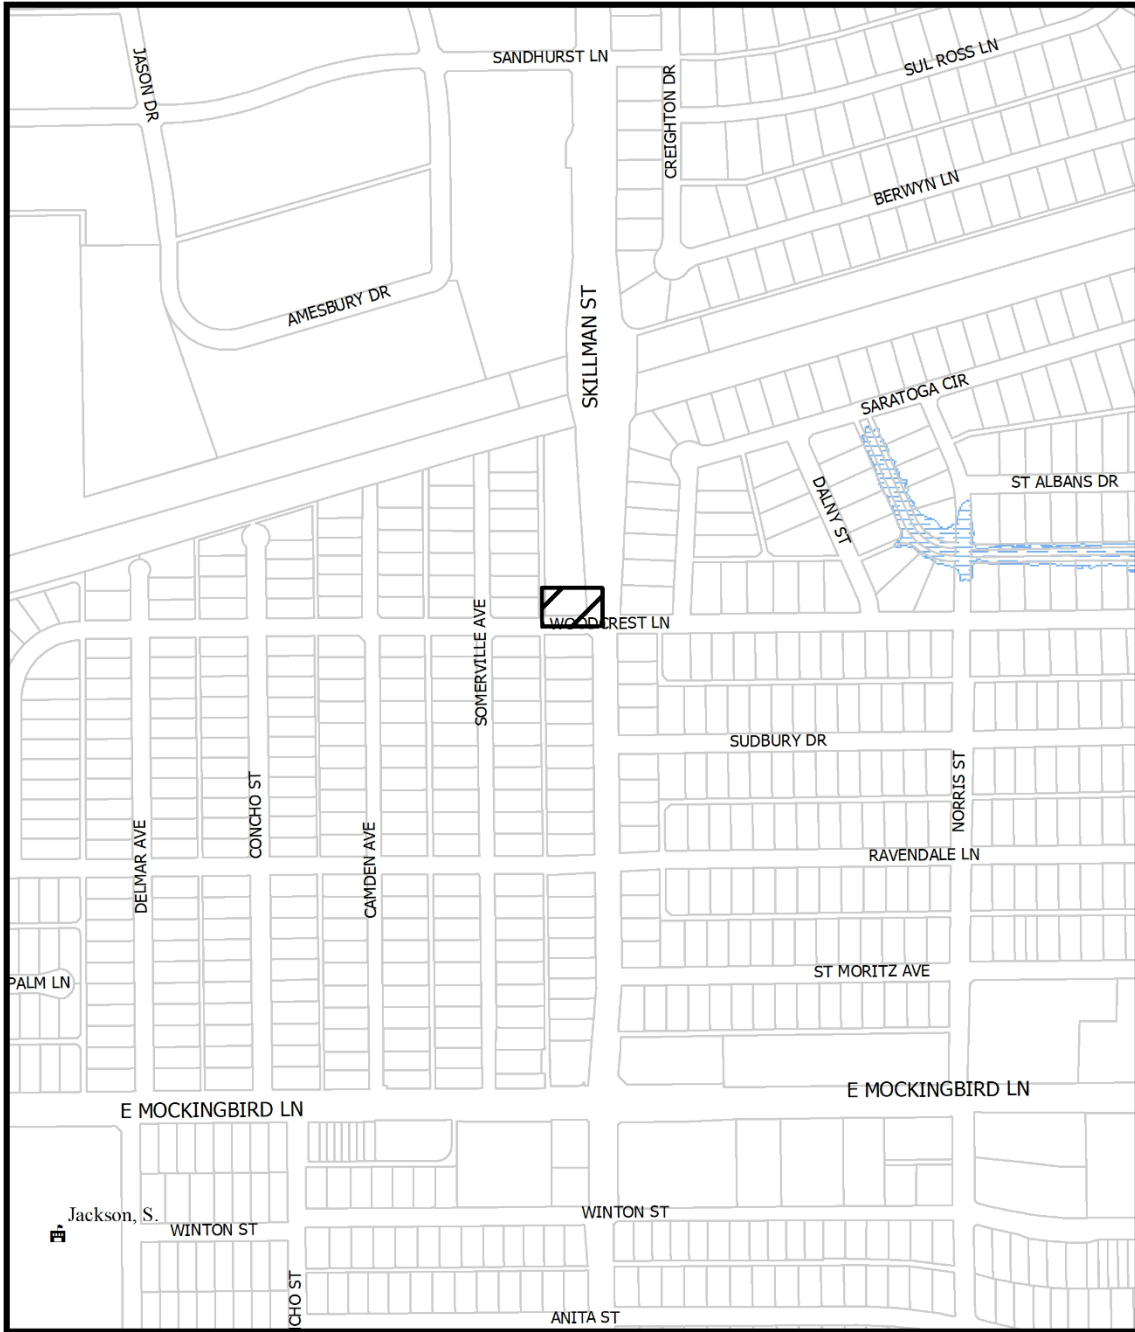 SANDHURST LN
SUL ROSS LN
JASON DR
CREIGHTON DR
BERWYN LN
AMESBURY DR
SKILLMAN ST
SARATOGA CIR
ST ALBANS DR
DALNY ST
WOODCREST LN
SOMERVILLE AVE
SUDBURY DR
NORRIS ST
CONCHO ST
DELMAR AVE
CAMDEN AVE
RAVENDALE LN
ST MORITZ AVE
PALM LN
E MOCKINGBIRD LN
E MOCKINGBIRD LN
Jackson, S.
WINTON ST
WINTON ST
ICHO ST
ANITA ST